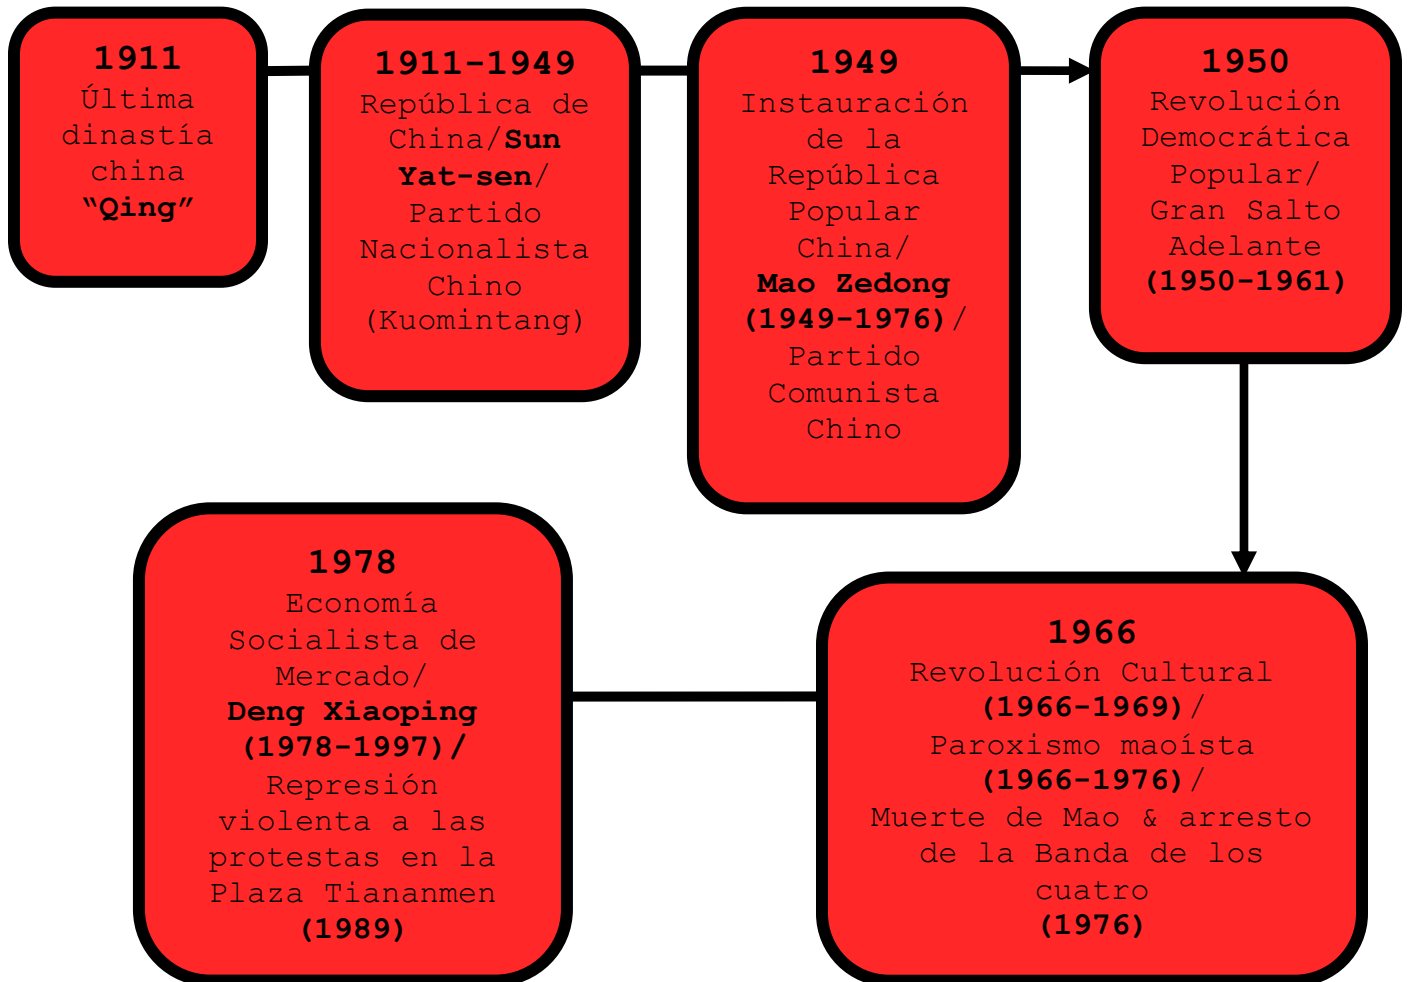 1911
Última
dinastía
china
“Qing”
1911-1949
República de
China/Sun
Yat-sen/
Partido
Nacionalista
Chino
(Kuomintang)
1949
Instauración
de la
República
Popular
China/
Mao Zedong
(1949-1976)/
Partido
Comunista
Chino
1950
Revolución
Democrática
Popular/
Gran Salto
Adelante
(1950-1961)
1966
Revolución Cultural
(1966-1969)/
Paroxismo maoísta
(1966-1976)/
Muerte de Mao & arresto
de la Banda de los
cuatro
(1976)
1978
Economía
Socialista de
Mercado/
Deng Xiaoping
(1978-1997)/
Represión
violenta a las
protestas en la
Plaza Tiananmen
(1989)